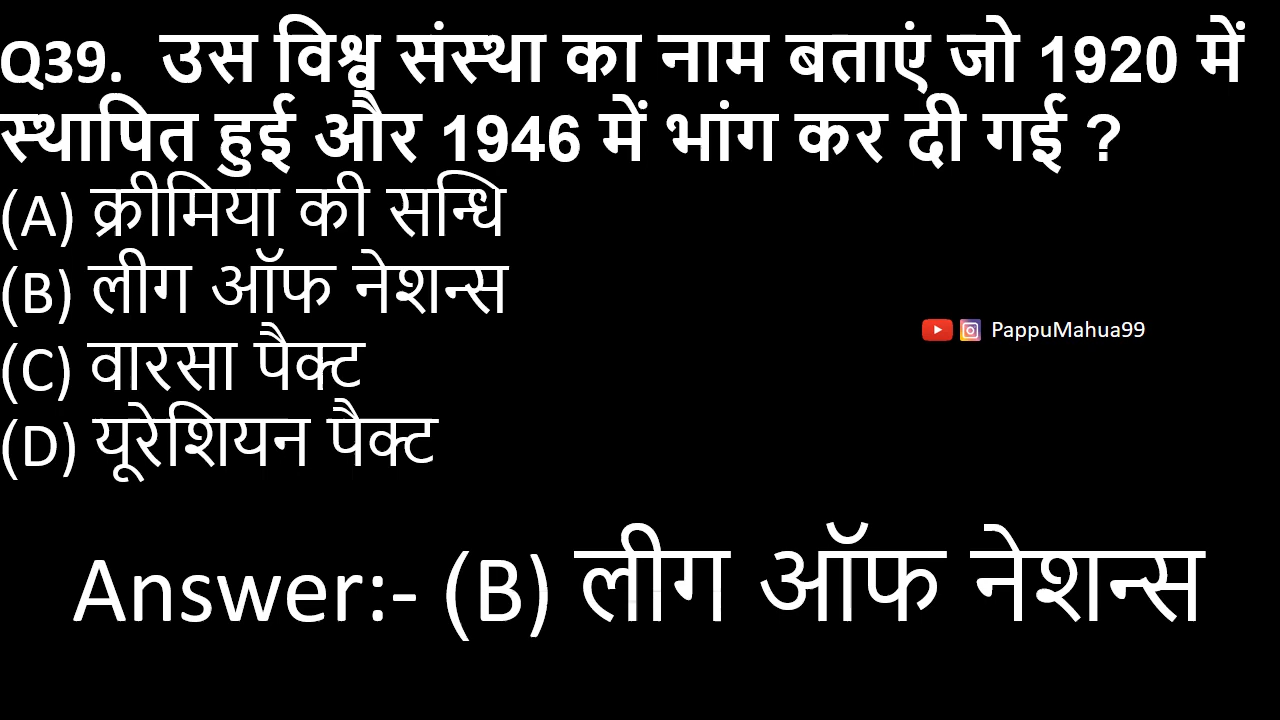 Q39. उस विश्व संस्था का नाम बताएं जो 1920 में
स्थापित हुई और 1946 में भांग कर दी गई ?
(A) क्रीमिया की सन्धि
(B) लीग ऑफ नेशन्स
(C) वारसा पैक्ट
(D) यूरेशियन पैक्ट
PappuMahua99
Answer:- (B) लीग ऑफ नेशन्स